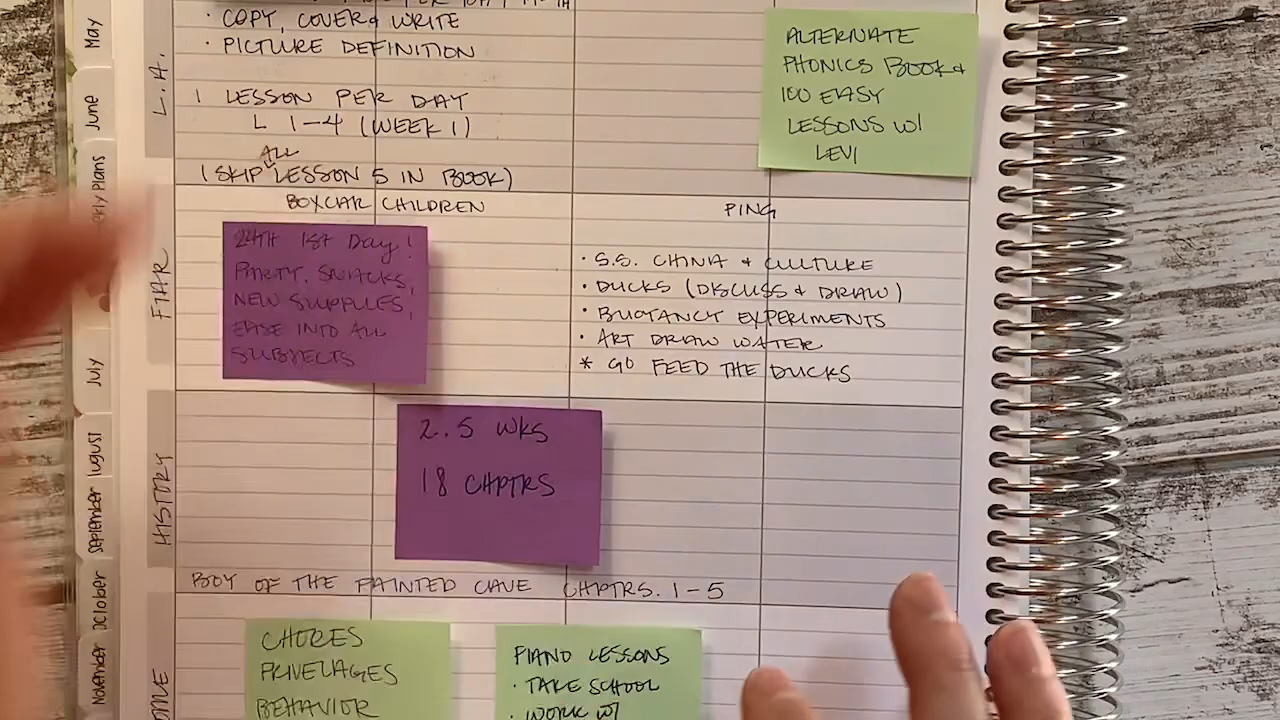 · COPY, COVER & WRITE
· PICTURE DEFINITION
1 LESSON PER DAY
L 1-4 (WEEK 1)
ALL
(SKIP LESSON 5 IN BOOK)
L.A.
ALTERNATE
PHONICS BOOK &
100 EASY
LESSONS W/
LEVI
FIAR
BOXCAR CHILDREN
24TH 1ST Day!
PARTY, SNACKS,
NEW SUPPLIES,
EASE INTO ALL
SUBJECTS
PING
· S.S. CHINA & CULTURE
· DUCKS (DISCUSS & DRAW)
· BUOYANCY EXPERIMENTS
· ART DRAW WATER
* GO FEED THE DUCKS
HISTORY
2.5 WKS
18 CHPTRS
BOY OF THE PAINTED CAVE CHPTRS. 1-5
CHORES
PRIVELAGES
BEHAVIOR
PIANO LESSONS
· TAKE SCHOOL
· WORK W/
May
June
Plans
July
September
October
November